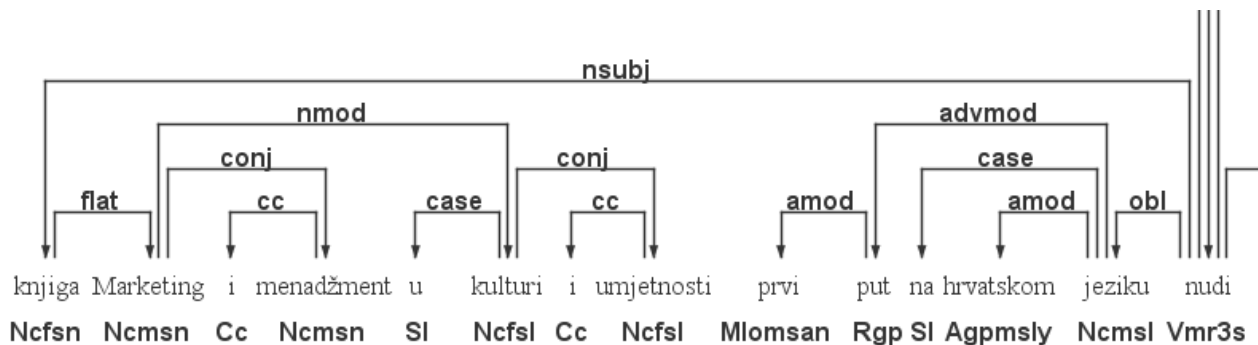 nsubj
nmod advmod
conj conj case
flat cc case cc amod amod obl
knjiga Marketing i menadžment u kulturi i umjetnosti prvi put na hrvatskom jeziku nudi
Ncfsn Ncmsn Cc Ncmsn Sl Ncfsl Cc Ncfsl Mlomsan Rgp Sl Agpmsly Ncmsl Vmr3s